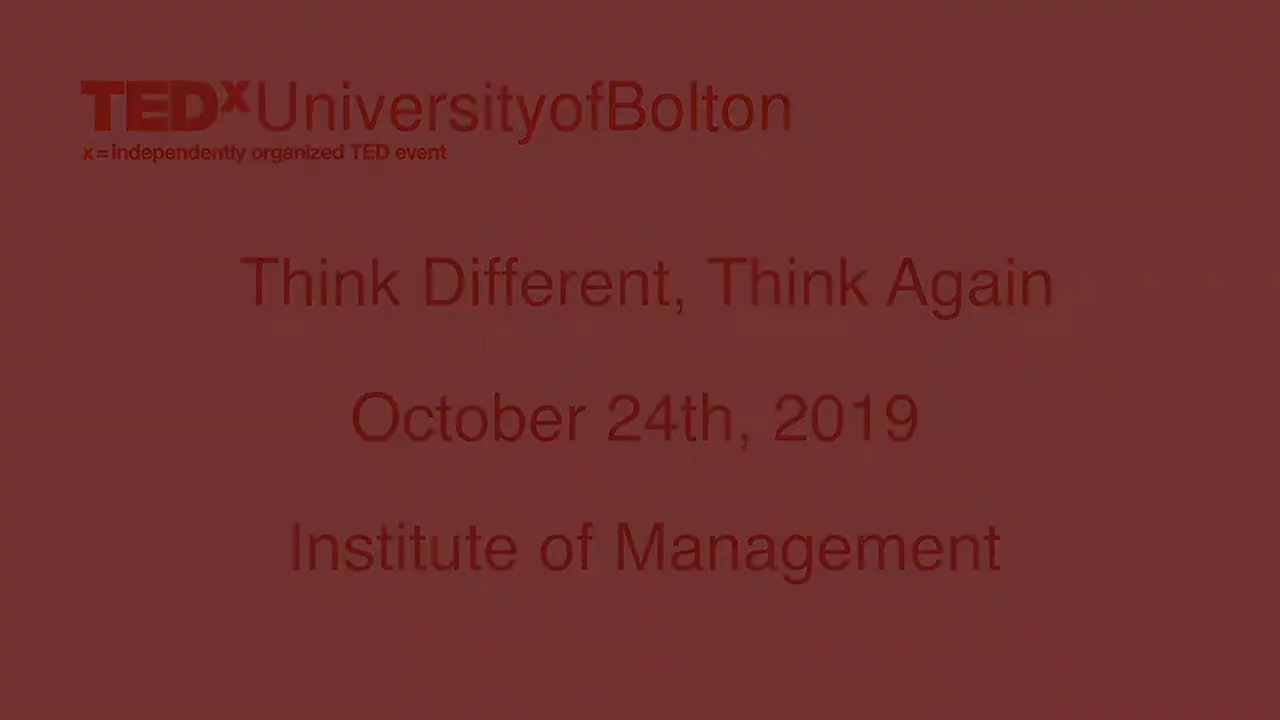 TEDxUniversityofBolton
x=independently organized TED event
Think Different, Think Again
October 24th, 2019
Institute of Management